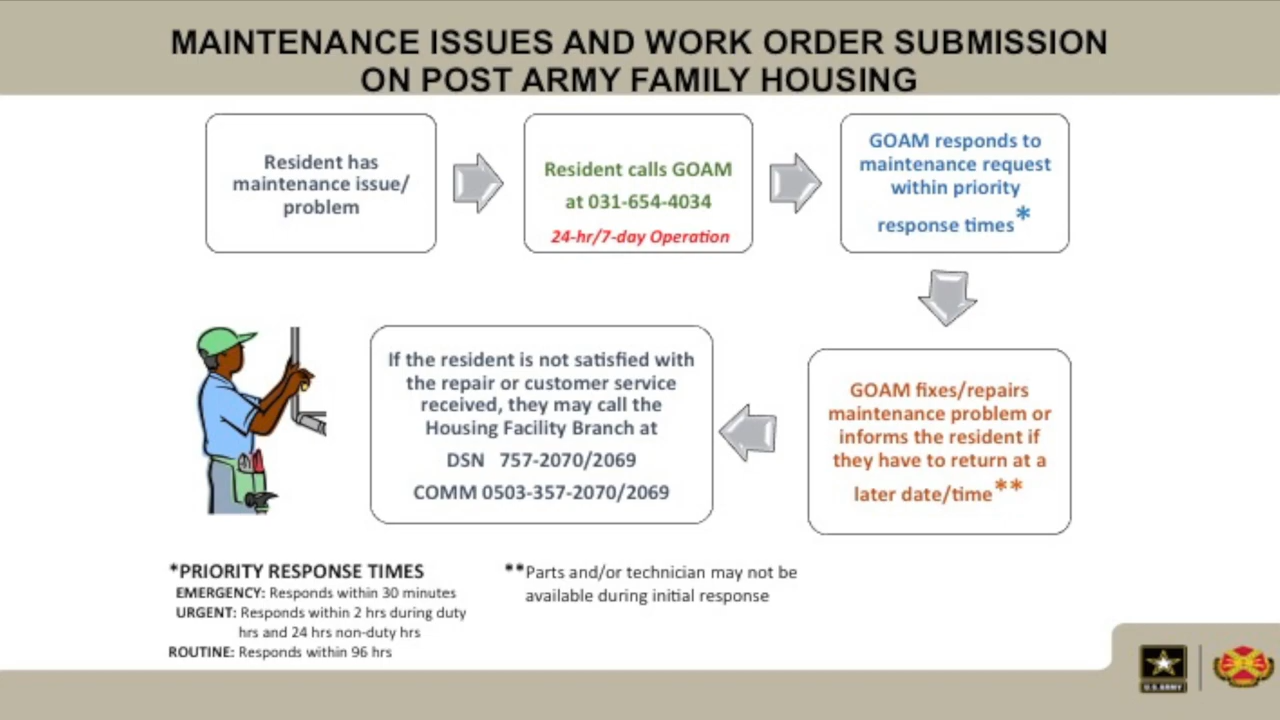 MAINTENANCE ISSUES AND WORK ORDER SUBMISSION
ON POST ARMY FAMILY HOUSING
Resident has
maintenance issue/
problem
Resident calls GOAM
at 031-654-4034
24-hr/7-day Operation
GOAM responds to
maintenance request
within priority
response times*
GOAM fixes/repairs
maintenance problem or
informs the resident if
they have to return at a
later date/time**
If the resident is not satisfied with
the repair or customer service
received, they may call the
Housing Facility Branch at
DSN 757-2070/2069
COMM 0503-357-2070/2069
*PRIORITY RESPONSE TIMES
EMERGENCY: Responds within 30 minutes
URGENT: Responds within 2 hrs during duty
hrs and 24 hrs non-duty hrs
ROUTINE: Responds within 96 hrs
**Parts and/or technician may not be
available during initial response
U.S.ARMY